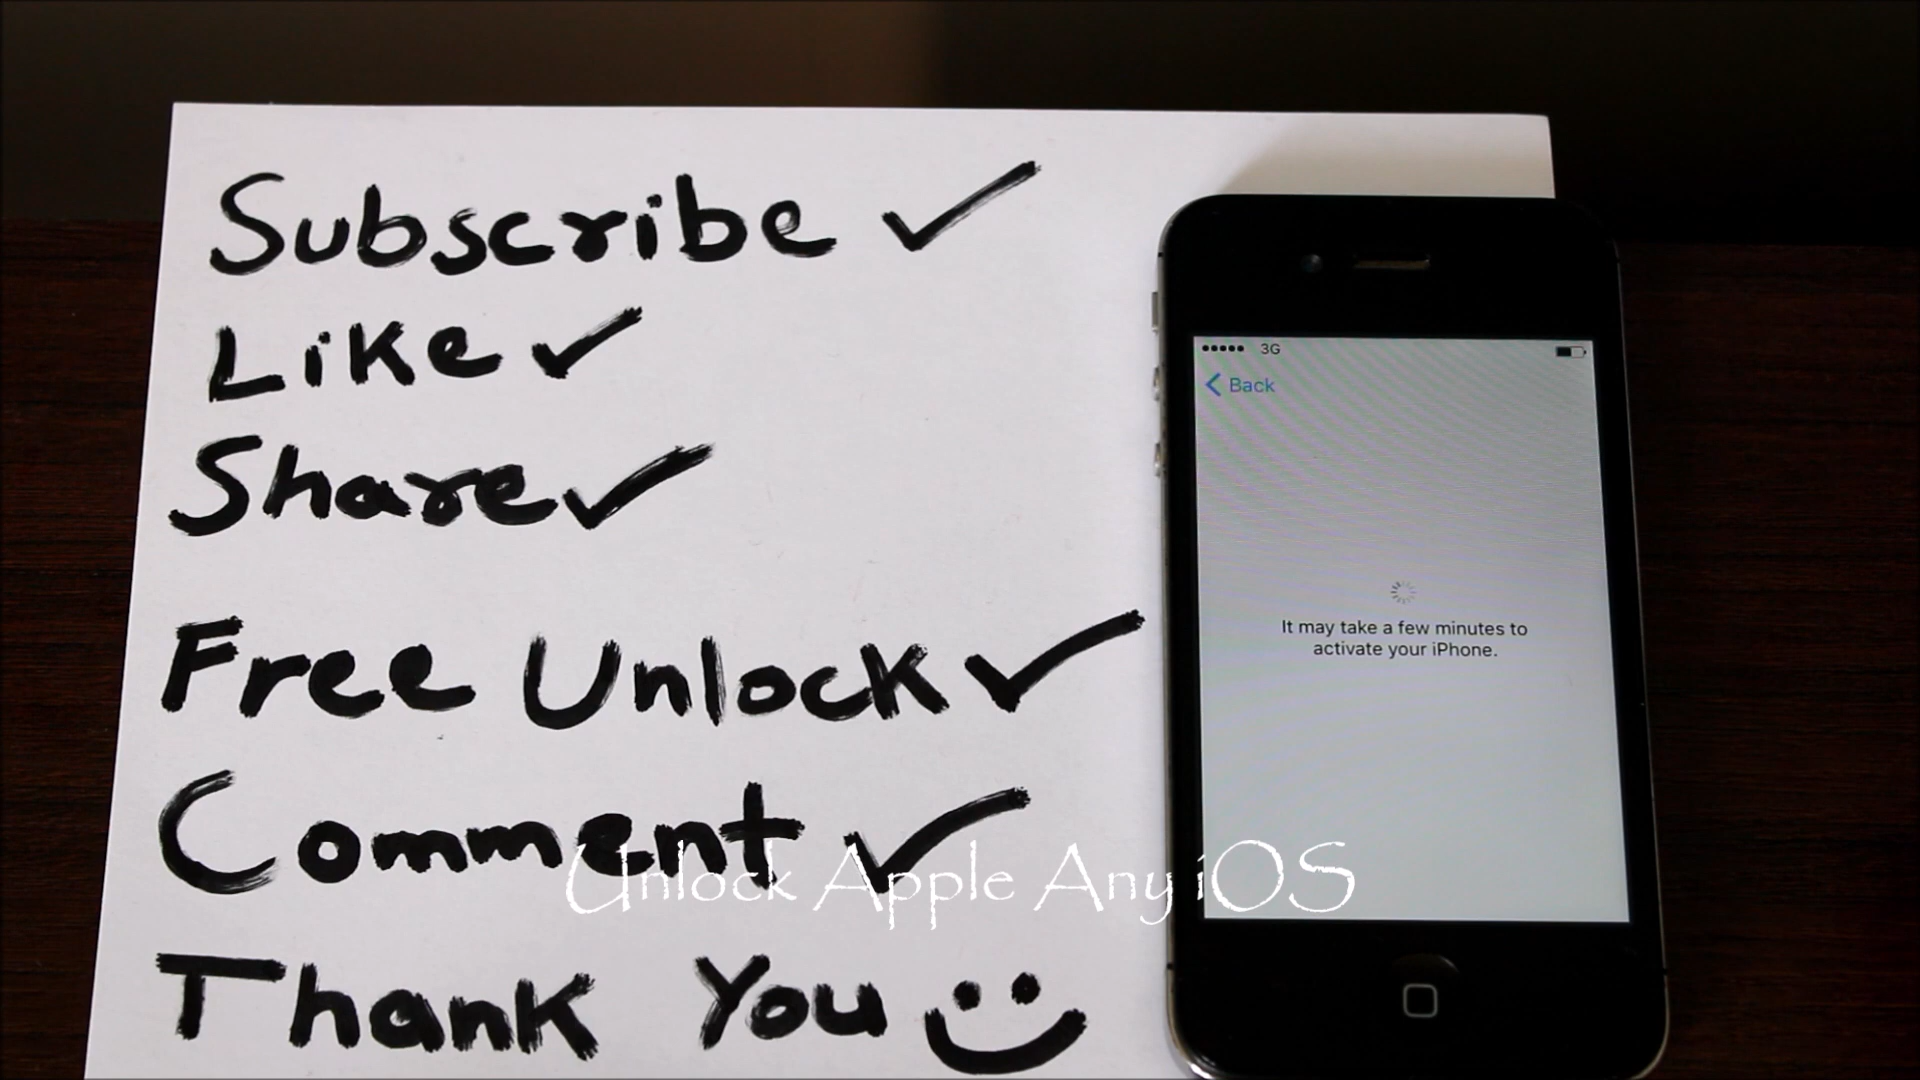 Subscribe ✓
Like ✓
Share ✓
Free Unlock ✓
Comment ✓
Thank You
3G
Back
It may take a few minutes to
activate your iPhone.
Unlock Apple Any iOS